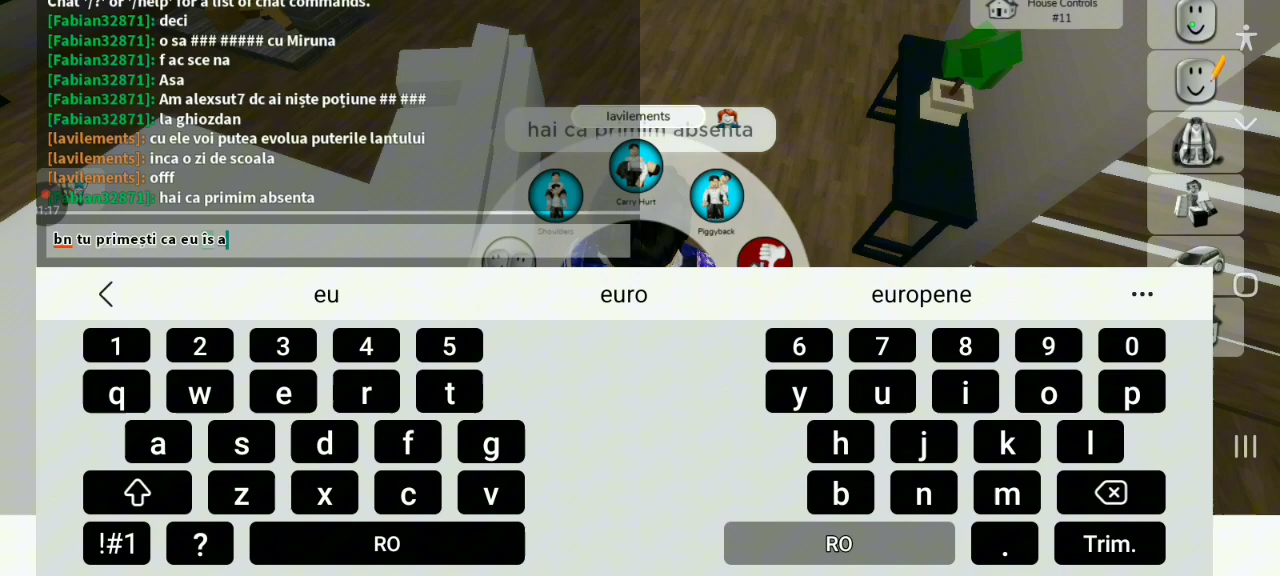 Chat '/?' or '/help' for a list of chat commands.
[Fabian32871]: deci
[Fabian32871]: o sa ### ##### cu Miruna
[Fabian32871]: f ac sce na
[Fabian32871]: Asa
[Fabian32871]: Am alexsut7 dc ai niște poțiune ## ###
[Fabian32871]: la ghiozdan
[lavilements]: cu ele voi putea evolua puterile lantului
[lavilements]: inca o zi de scoala
[lavilements]: offf
[Fabian32871]: hai ca primim absenta
1:17
bn tu primești ca eu îs a
House Controls
#11
lavilements
hai ca primim absenta
Carry Hurt
Shoulders
Piggyback
eu euro europene
1 2 3 4 5 6 7 8 9 0
q w e r t y u i o p
a s d f g h j k l
z x c v b n m
!#1 ? RO RO . Trim.